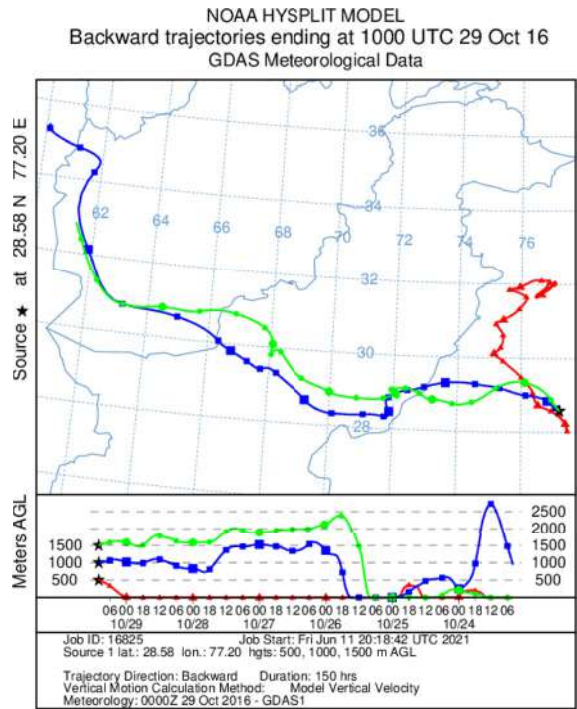 NOAA HYSPLIT MODEL
Backward trajectories ending at 1000 UTC 29 Oct 16
GDAS Meteorological Data
Source ★ at 28.58 N 77.20 E
36
62 64 66 68 70 72 74 76
34
32
30
28
Meters AGL
1500
1000
500
2500
2000
1500
1000
500
06 00 18 12 06 00 18 12 06 00 18 12 06 00 18 12 06 00 18 12 06 00 18 12 06
10/29 10/28 10/27 10/26 10/25 10/24
Job ID: 16825 Job Start: Fri Jun 11 20:18:42 UTC 2021
Source 1 lat.: 28.58 lon.: 77.20 hgts: 500, 1000, 1500 m AGL
Trajectory Direction: Backward Duration: 150 hrs
Vertical Motion Calculation Method: Model Vertical Velocity
Meteorology: 0000Z 29 Oct 2016 - GDAS1